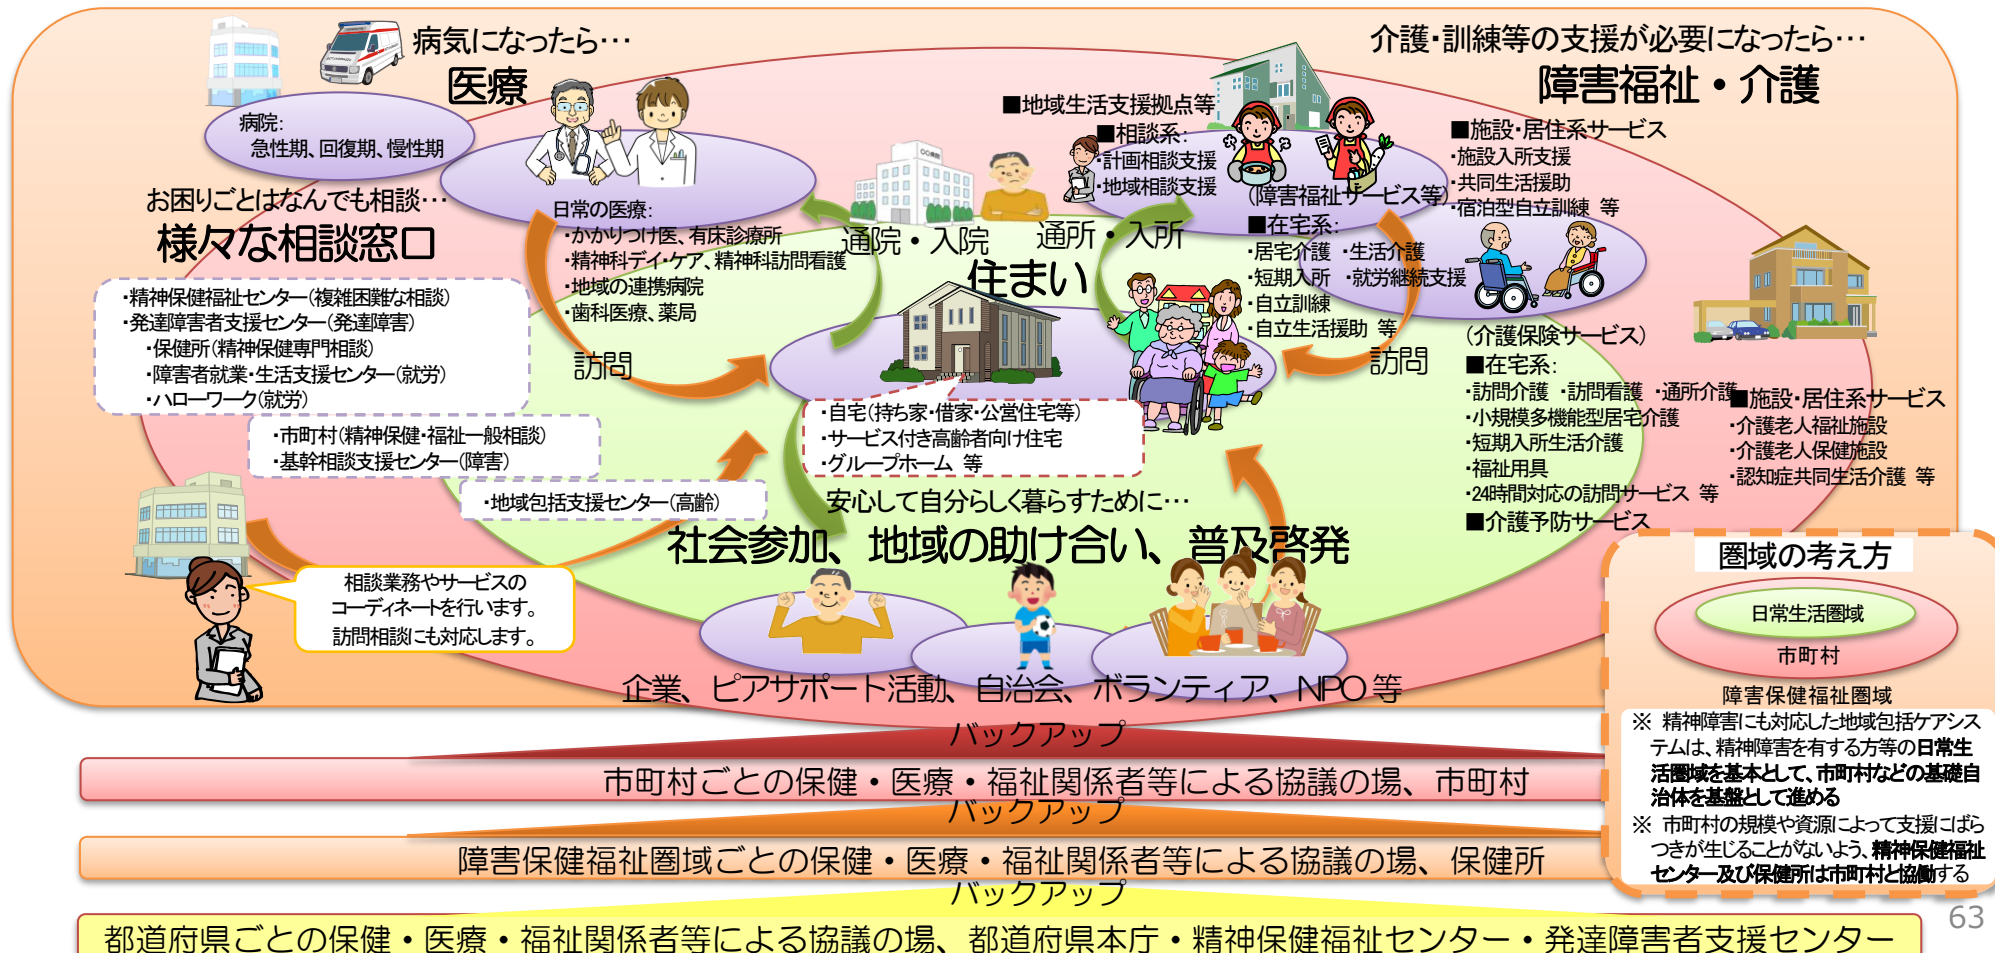 病気になったら…
医療
病院:
急性期、回復期、慢性期
日常の医療:
・かかりつけ医、有床診療所
・精神科デイ・ケア、精神科訪問看護
・地域の連携病院
・歯科医療、薬局
お困りごとはなんでも相談…
様々な相談窓口
・精神保健福祉センター(複雑困難な相談)
・発達障害者支援センター(発達障害)
・保健所(精神保健専門相談)
・障害者就業・生活支援センター(就労)
・ハローワーク(就労)
・市町村(精神保健・福祉一般相談)
・基幹相談支援センター(障害)
・地域包括支援センター(高齢)
相談業務やサービスの
コーディネートを行います。
訪問相談にも対応します。
訪問
○○病院
通院・入院
通所・入所
住まい
・自宅(持ち家・借家・公営住宅等)
・サービス付き高齢者向け住宅
・グループホーム 等
安心して自分らしく暮らすために…
社会参加、地域の助け合い、普及啓発
企業、ピアサポート活動、自治会、ボランティア、NPO 等
介護・訓練等の支援が必要になったら…
障害福祉・介護
■地域生活支援拠点等
■相談系:
・計画相談支援
・地域相談支援
(障害福祉サービス等)
■在宅系:
・居宅介護 ・生活介護
・短期入所 ・就労継続支援
・自立訓練
・自立生活援助 等
■施設・居住系サービス
・施設入所支援
・共同生活援助
・宿泊型自立訓練 等
訪問
(介護保険サービス)
■在宅系:
・訪問介護 ・訪問看護 ・通所介護
・小規模多機能型居宅介護
・短期入所生活介護
・福祉用具
・24時間対応の訪問サービス 等
■介護予防サービス
■施設・居住系サービス
・介護老人福祉施設
・介護老人保健施設
・認知症共同生活介護 等
圏域の考え方
日常生活圏域
市町村
障害保健福祉圏域
※ 精神障害にも対応した地域包括ケアシス
テムは、精神障害を有する方等の日常生
活圏域を基本として、市町村などの基礎自
治体を基盤として進める
※ 市町村の規模や資源によって支援にばら
つきが生じることがないよう、精神保健福祉
センター及び保健所は市町村と協働する
バックアップ
市町村ごとの保健・医療・福祉関係者等による協議の場、市町村
バックアップ
障害保健福祉圏域ごとの保健・医療・福祉関係者等による協議の場、保健所
バックアップ
都道府県ごとの保健・医療・福祉関係者等による協議の場、都道府県本庁・精神保健福祉センター・発達障害者支援センター
63